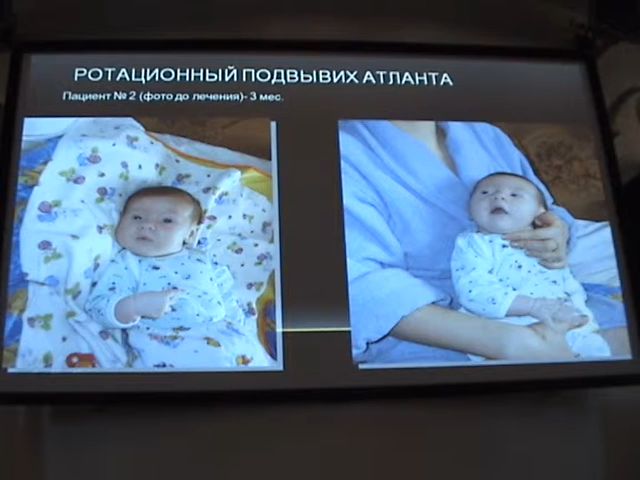 РОТАЦИОННЫЙ ПОДВЫВИХ АТЛАНТА
Пациент № 2 (фото до лечения)- 3 мес.